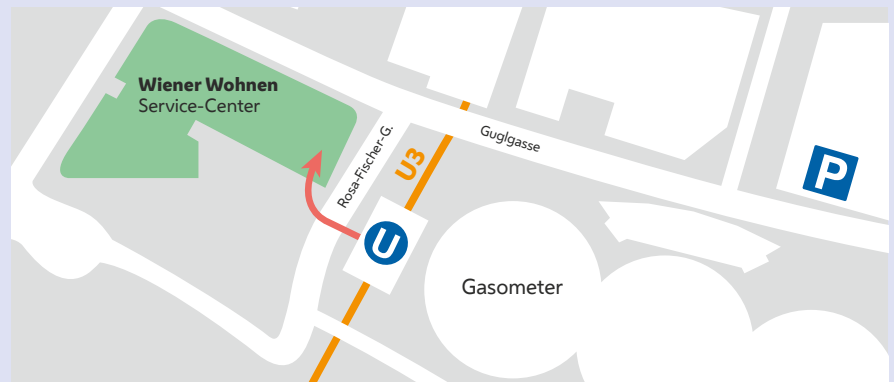 Wiener Wohnen
Service-Center
Rosa-Fischer-G.
U3
Guglgasse
P
U
Gasometer